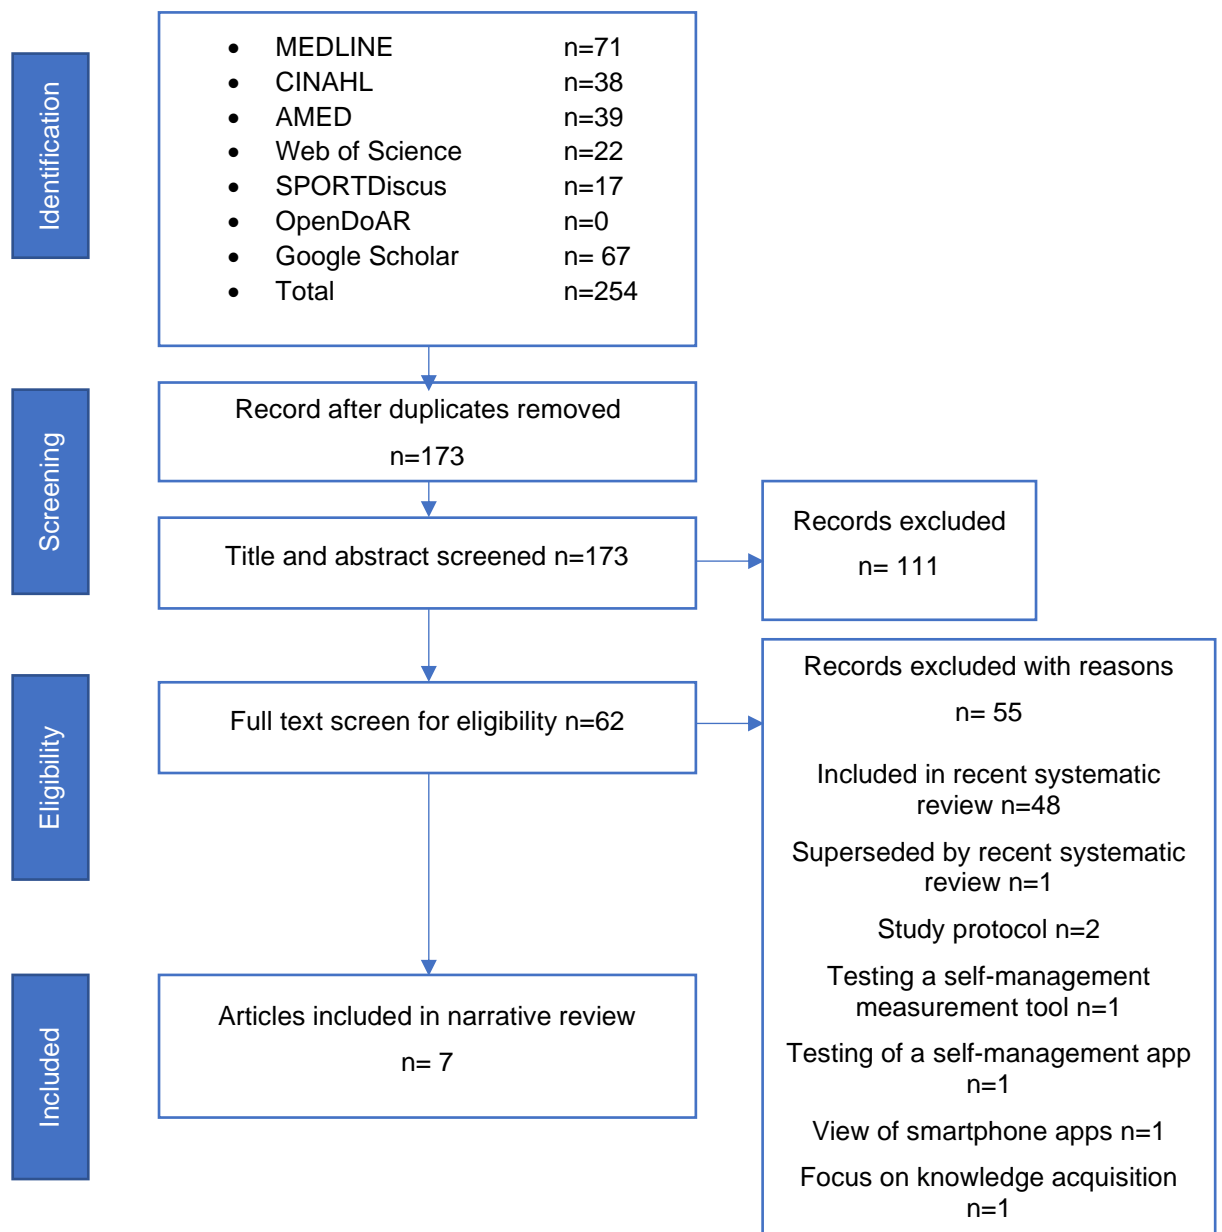 Identification
• MEDLINE n=71
• CINAHL n=38
• AMED n=39
• Web of Science n=22
• SPORTDiscus n=17
• OpenDoAR n=0
• Google Scholar n= 67
• Total n=254
Screening
Record after duplicates removed
n=173
Title and abstract screened n=173
Records excluded
n= 111
Eligibility
Full text screen for eligibility n=62
Records excluded with reasons
n= 55
Included in recent systematic
review n=48
Superseded by recent systematic
review n=1
Study protocol n=2
Testing a self-management
measurement tool n=1
Testing of a self-management app
n=1
View of smartphone apps n=1
Focus on knowledge acquisition
n=1
Included
Articles included in narrative review
n= 7